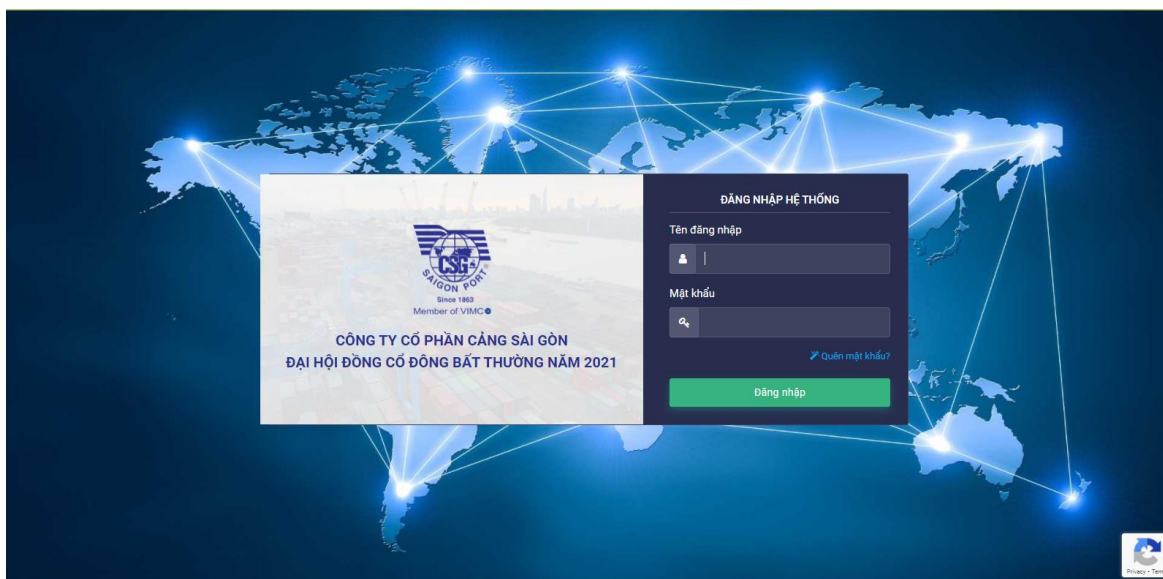 CSG
SAIGON PORT
Since 1863
Member of VIMC
CÔNG TY CỔ PHẦN CẢNG SÀI GÒN
ĐẠI HỘI ĐỒNG CỔ ĐÔNG BẤT THƯỜNG NĂM 2021
ĐĂNG NHẬP HỆ THỐNG
Tên đăng nhập
Mật khẩu
Quên mật khẩu?
Đăng nhập
Privacy